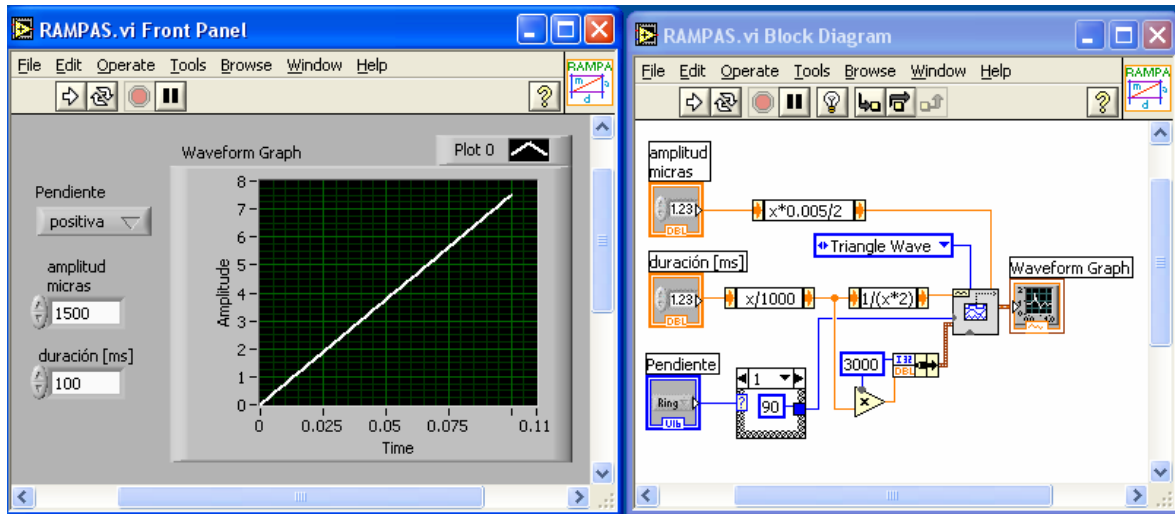 RAMPAS.vi Front Panel
File Edit Operate Tools Browse Window Help
RAMPA
m
a
d
?
Waveform Graph
Plot 0
Pendiente
positiva
amplitud
micras
1500
duración [ms]
100
Amplitude
8
7
6
5
4
3
2
1
0
0 0.025 0.05 0.075 0.11
Time
RAMPAS.vi Block Diagram
File Edit Operate Tools Browse Window Help
RAMPA
m
a
d
?
amplitud
micras
1.23
DBL
x*0.005/2
Triangle Wave
duración [ms]
1.23
DBL
x/1000
1/(x*2)
Waveform Graph
Pendiente
Ring
U16
?
1
90
3000
I32
DBL
x